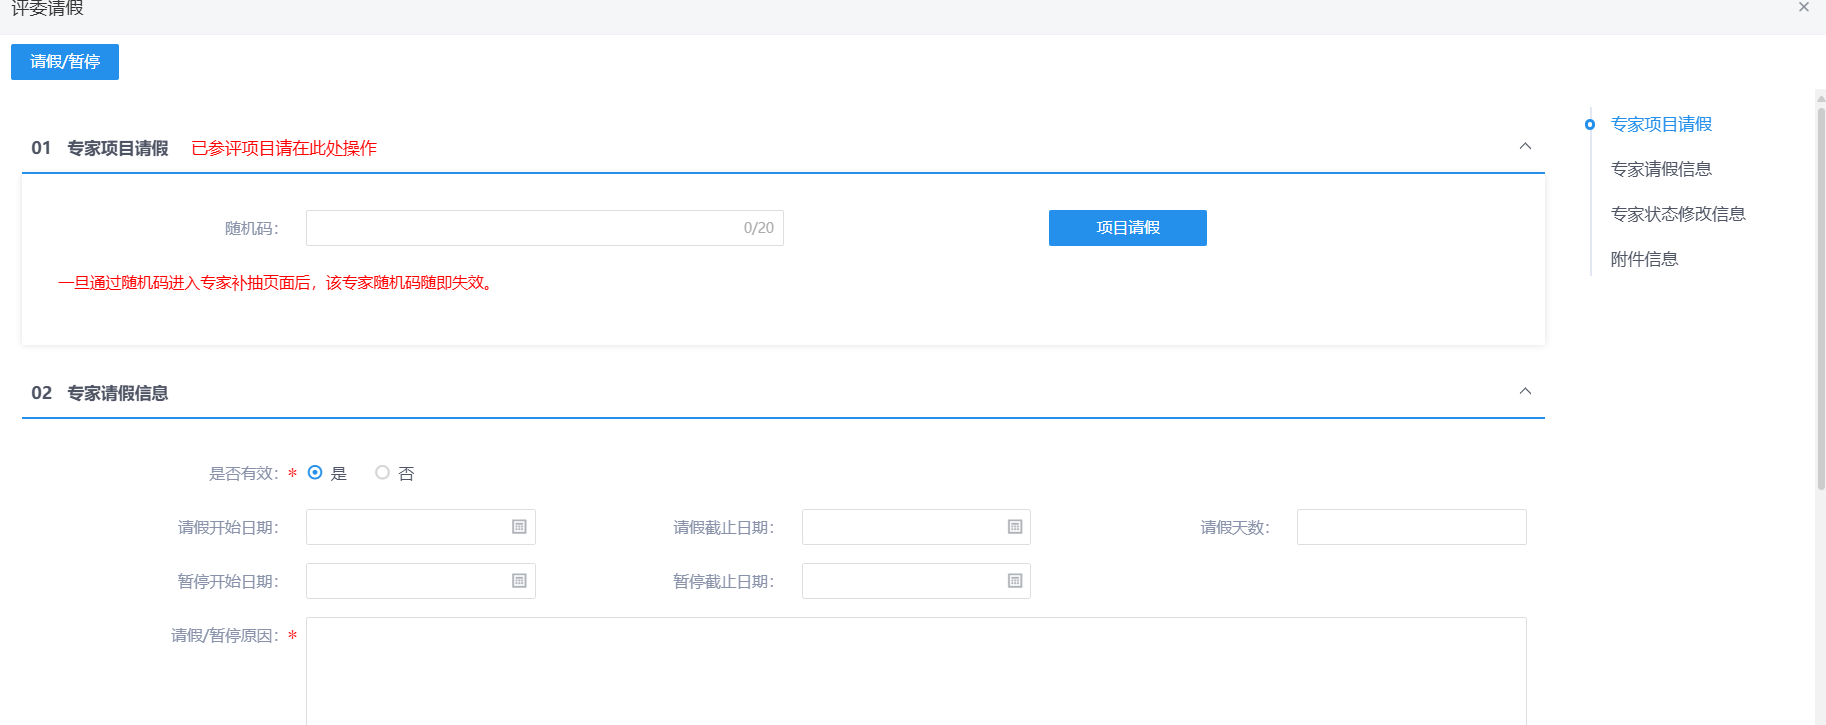 评委请假
请假/暂停
01 专家项目请假 已参评项目请在此处操作
随机码： 0/20 项目请假
一旦通过随机码进入专家补抽页面后，该专家随机码随即失效。
02 专家请假信息
是否有效：* 是 否
请假开始日期： 请假截止日期： 请假天数：
暂停开始日期： 暂停截止日期：
请假/暂停原因：*
专家项目请假
专家请假信息
专家状态修改信息
附件信息